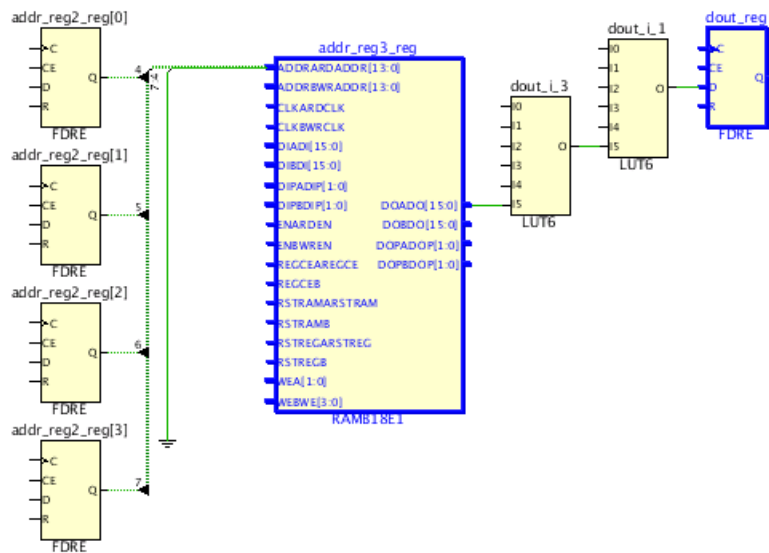 addr_reg2_reg[0]
C
CE
D
R
Q
FDRE
4
7:4
addr_reg2_reg[1]
C
CE
D
R
Q
FDRE
5
addr_reg2_reg[2]
C
CE
D
R
Q
FDRE
6
addr_reg2_reg[3]
C
CE
D
R
Q
FDRE
7
addr_reg3_reg
ADDRARDADDR[13:0]
ADDRBWRADDR[13:0]
CLKARDCLK
CLKBWRCLK
DIADI[15:0]
DIBDI[15:0]
DIPADIP[1:0]
DIPBDIP[1:0]
ENARDEN
ENBWREN
REGCEAREGCE
REGCEB
RSTRAMARSTRAM
RSTRAMB
RSTREGARSTREG
RSTREGB
WEA[1:0]
WEBWE[3:0]
DOADO[15:0]
DOBDO[15:0]
DOPADOP[1:0]
DOPBDOP[1:0]
RAMB18E1
dout_i_3
I0
I1
I2
I3
I4
I5
O
LUT6
dout_i_1
I0
I1
I2
I3
I4
I5
O
LUT6
dout_reg
C
CE
D
R
Q
FDRE